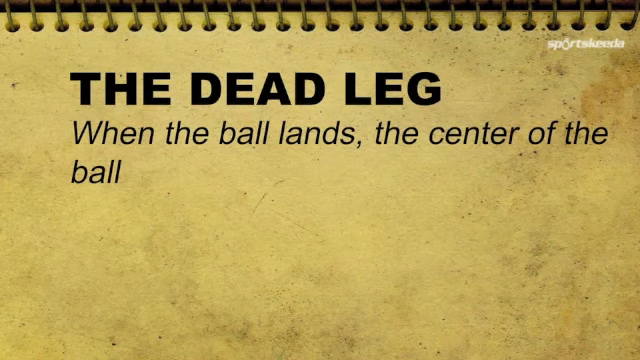 sportskeeda
THE DEAD LEG
When the ball lands, the center of the
ball